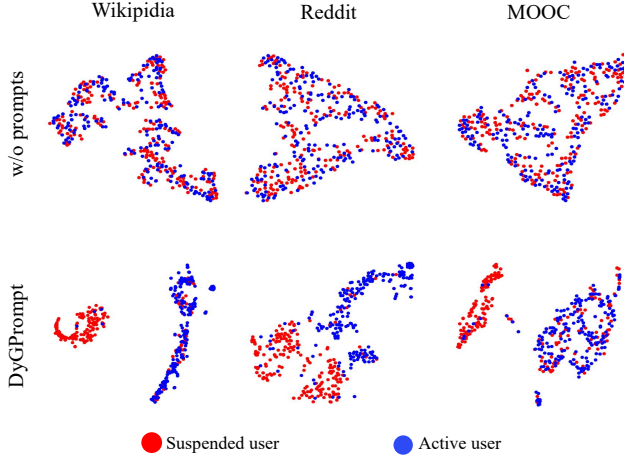 Wikipidia Reddit MOOC
w/o prompts
DyGPrompt
Suspended user Active user